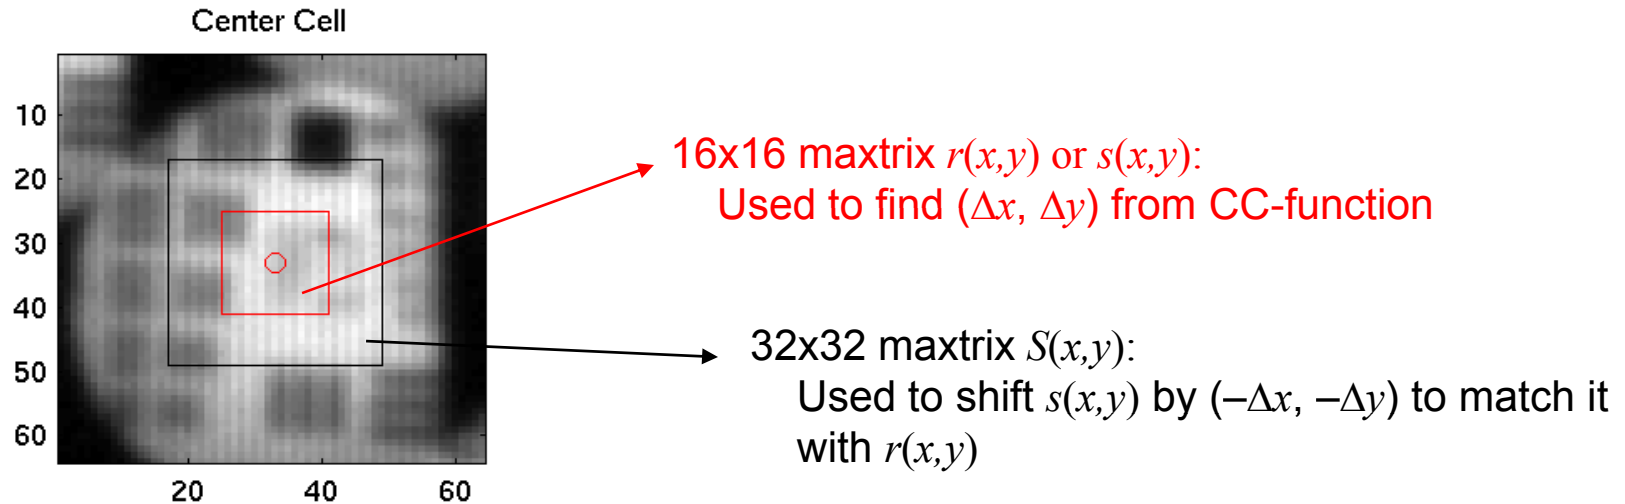 Center Cell
10
20
30
40
50
60
20
40
60
16x16 maxtrix r(x,y) or s(x,y):
Used to find (Δx, Δy) from CC-function
32x32 maxtrix S(x,y):
Used to shift s(x,y) by (–Δx, –Δy) to match it
with r(x,y)